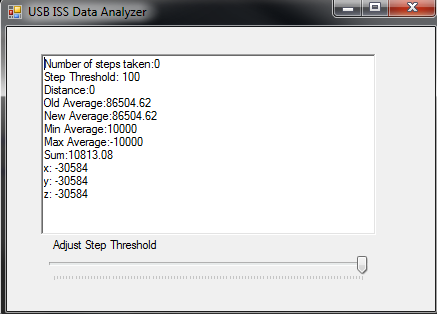 USB ISS Data Analyzer
Number of steps taken:0
Step Threshold: 100
Distance:0
Old Average:86504.62
New Average:86504.62
Min Average:10000
Max Average:-10000
Sum:10813.08
x: -30584
y: -30584
z: -30584
Adjust Step Threshold